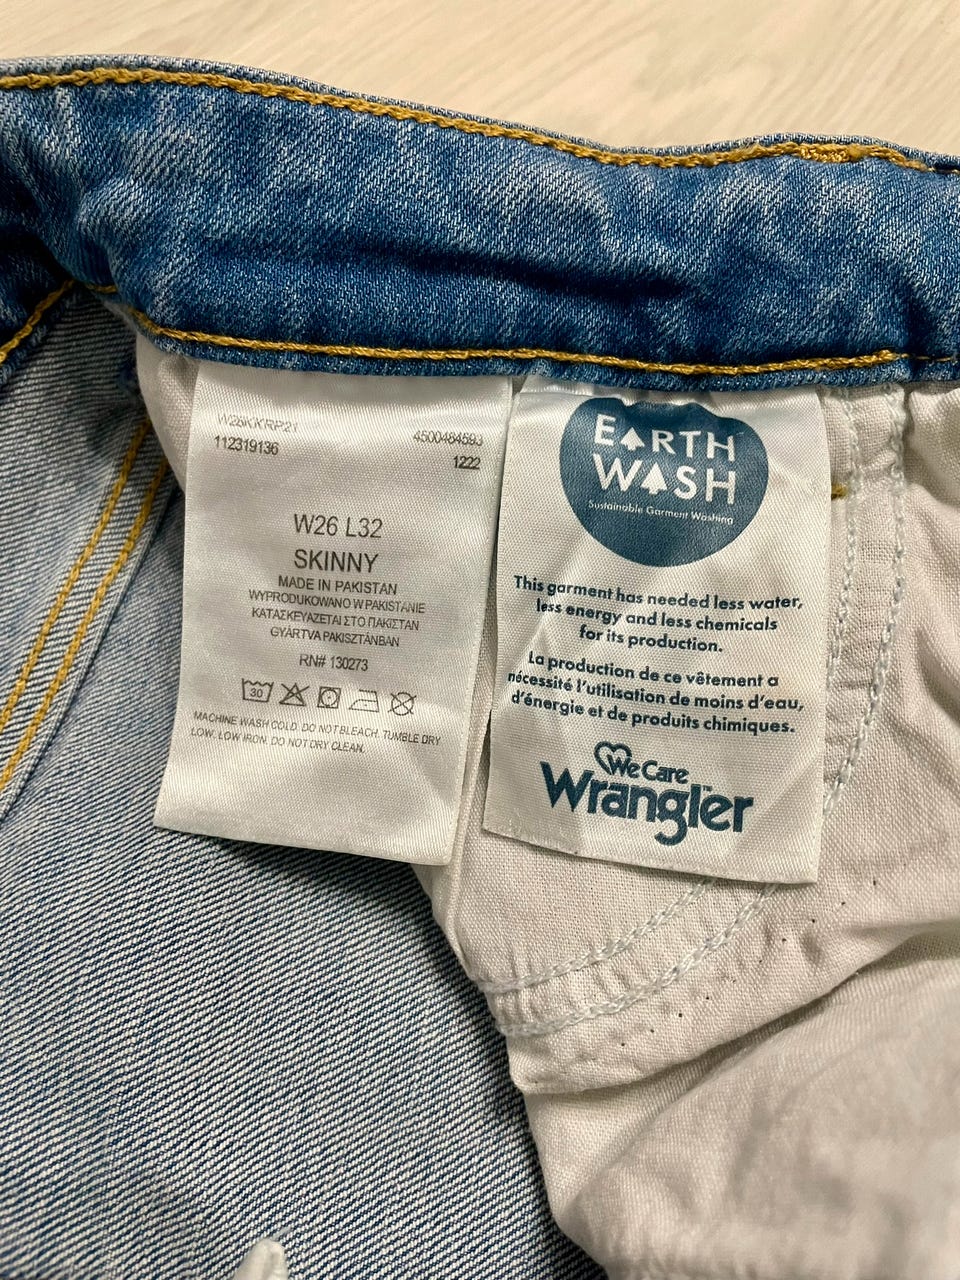 W26KKRP21
112319136
4500484593
1222
W26 L32
SKINNY
MADE IN PAKISTAN
WYPRODUKOWANO W PAKISTANIE
ΚΑΤΑΣΚΕΥΑΖΕΤΑΙ ΣΤΟ ΠΑΚΙΣΤΑΝ
GYÁRTVA PAKISZTÁNBAN
RN# 130273
30
MACHINE WASH COLD. DO NOT BLEACH. TUMBLE DRY
LOW. LOW IRON. DO NOT DRY CLEAN.
EARTH
WASH
Sustainable Garment Washing
This garment has needed less water,
less energy and less chemicals
for its production.
La production de ce vêtement a
nécessité l'utilisation de moins d'eau,
d'énergie et de produits chimiques.
We Care
Wrangler™